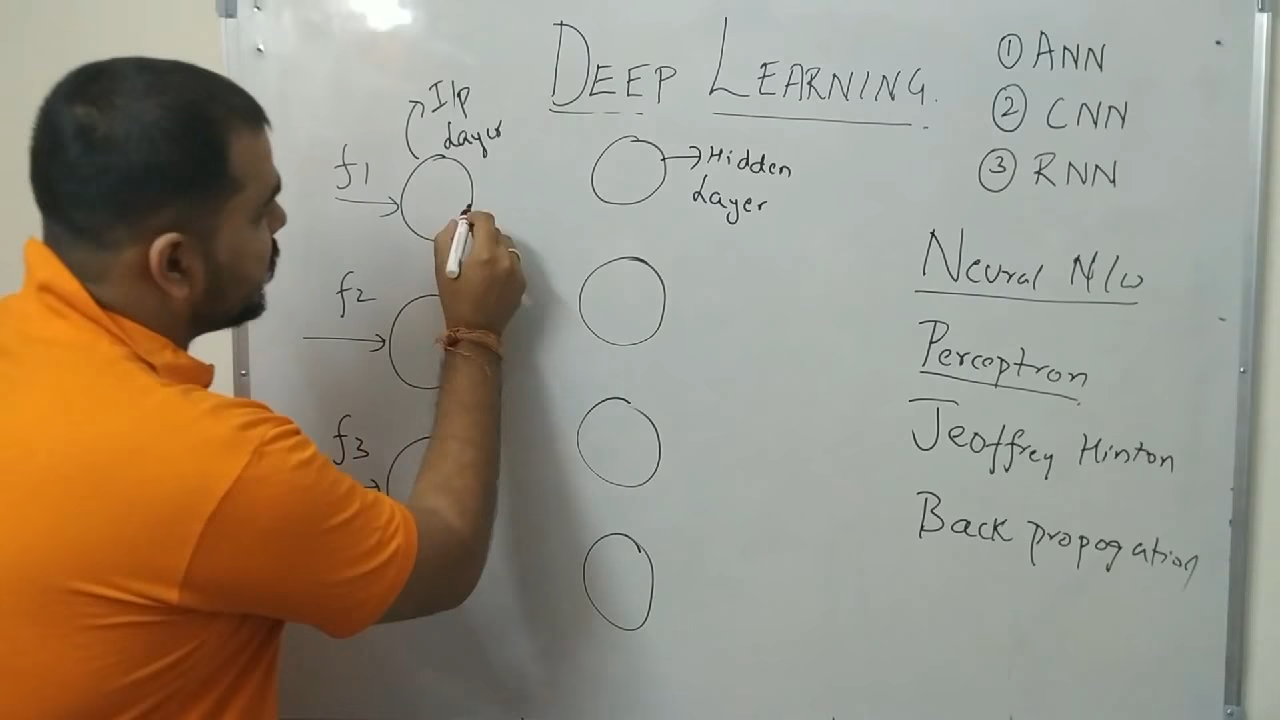 DEEP LEARNING.
I/p
Layer
f1
f2
f3
Hidden
Layer
① ANN
② CNN
③ RNN
Neural N/w
Perceptron
Jeoffrey Hinton
Back propogation